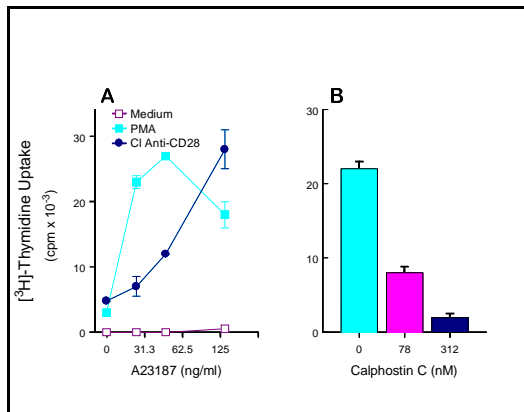 A
Medium
PMA
Cl Anti-CD28
[³H]-Thymidine Uptake
(cpm x 10⁻³)
30
20
10
0
0 31.3 62.5 125
A23187 (ng/ml)
B
30
20
10
0
0 78 312
Calphostin C (nM)